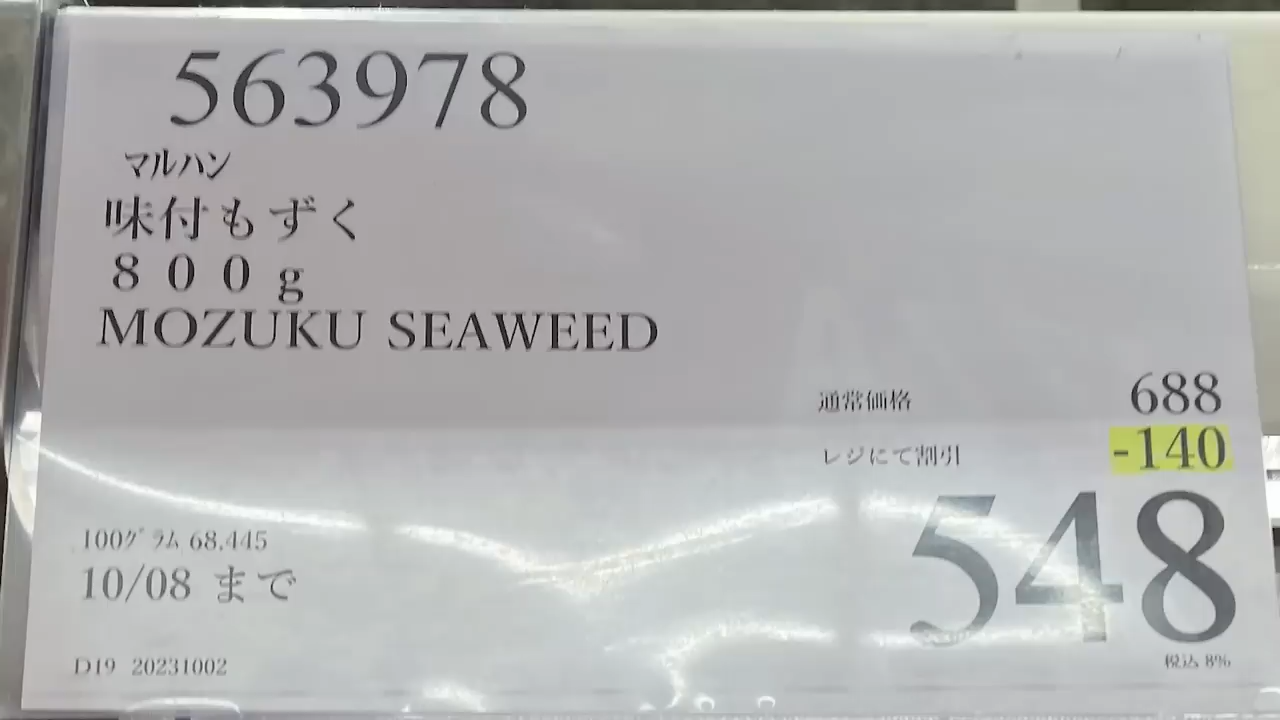 563978
マルハン
味付もずく
800g
MOZUKU SEAWEED
通常価格 688
レジにて割引 -140
548
税込 8%
100グラム 68.445
10/08 まで
D19 20231002